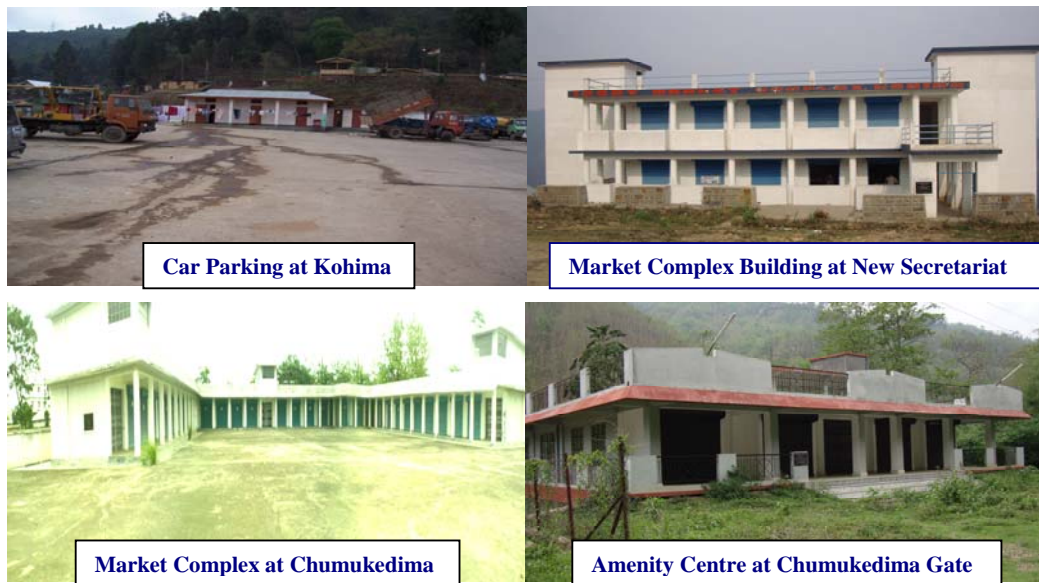 Car Parking at Kohima
Market Complex Building at New Secretariat
Market Complex at Chumukedima
Amenity Centre at Chumukedima Gate